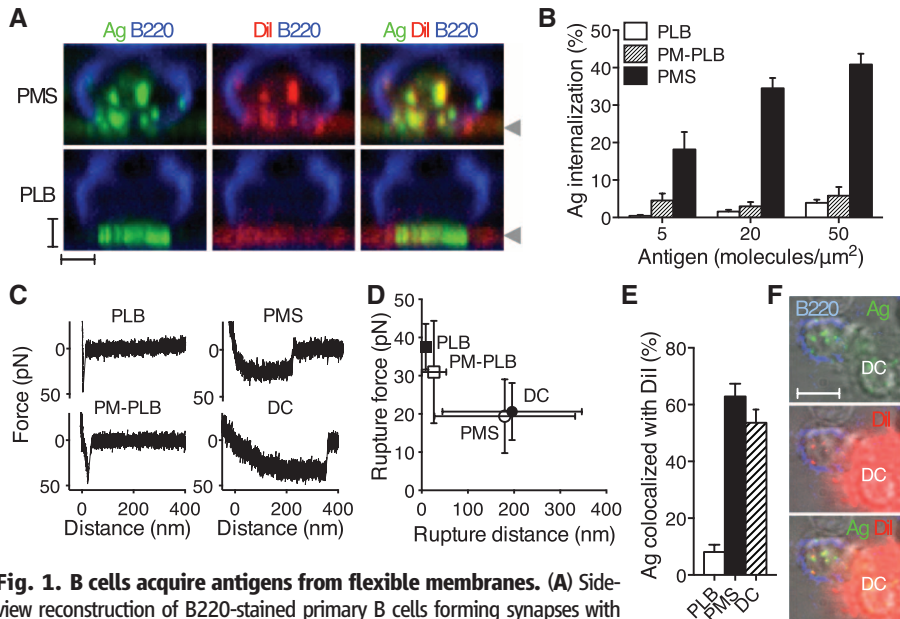 A
Ag B220
DiI B220
Ag DiI B220
PMS
PLB
B
Ag internalization (%)
50
40
30
20
10
0
PLB
PM-PLB
PMS
5
20
50
Antigen (molecules/µm²)
C
PLB
PMS
PM-PLB
DC
Force (pN)
0
50
0
50
0
50
0
50
0
200
400
0
200
400
Distance (nm)
Distance (nm)
D
Rupture force (pN)
50
40
30
20
10
0
PLB
PM-PLB
DC
PMS
0
100
200
300
400
Rupture distance (nm)
E
Ag colocalized with DiI (%)
80
60
40
20
0
PLB
PMS
DC
F
B220
Ag
DC
DiI
DC
Ag DiI
DC
Fig. 1. B cells acquire antigens from flexible membranes. (A) Side-
view reconstruction of B220-stained primary B cells forming synapses with